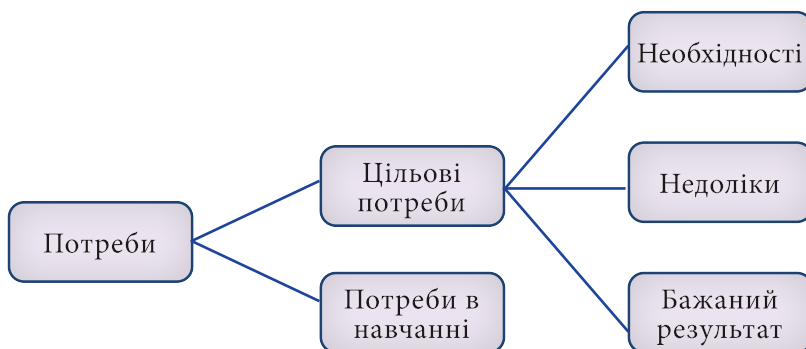 Необхідності
Цільові
потреби
Недоліки
Потреби
Потреби в
навчанні
Бажаний
результат